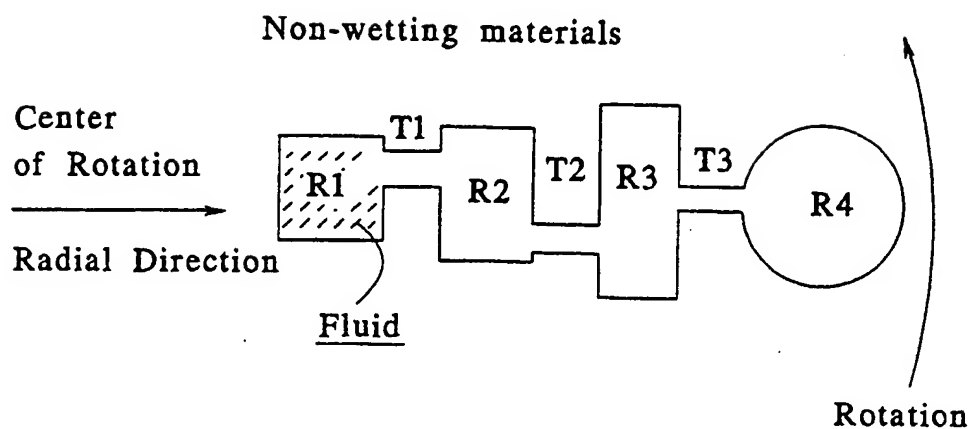 Non-wetting materials
Center
of Rotation
Radial Direction
T1
R1
R2
T2
R3
T3
R4
Fluid
Rotation